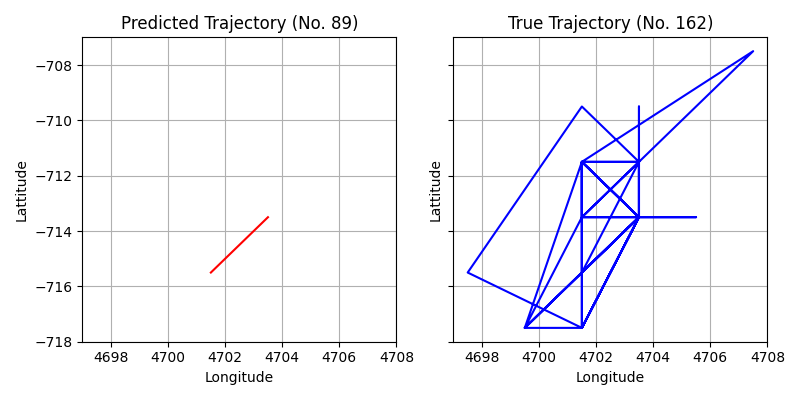 Predicted Trajectory (No. 89)
−708
−710
−712
−714
−716
−718
Lattitude
4698 4700 4702 4704 4706 4708
Longitude
True Trajectory (No. 162)
Lattitude
4698 4700 4702 4704 4706 4708
Longitude